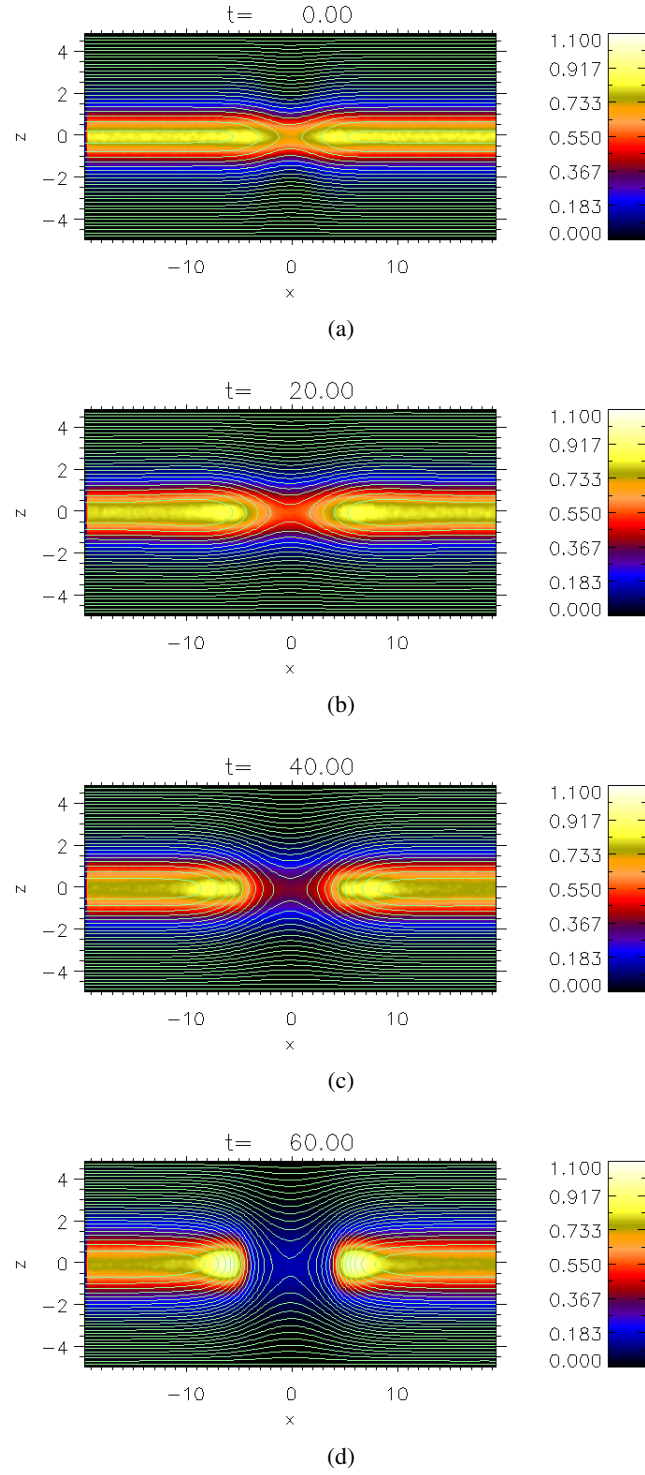 t= 0.00
4
2
0
−2
−4
z
−10 0 10
x
1.100
0.917
0.733
0.550
0.367
0.183
0.000
(a)
t= 20.00
4
2
0
−2
−4
z
−10 0 10
x
1.100
0.917
0.733
0.550
0.367
0.183
0.000
(b)
t= 40.00
4
2
0
−2
−4
z
−10 0 10
x
1.100
0.917
0.733
0.550
0.367
0.183
0.000
(c)
t= 60.00
4
2
0
−2
−4
z
−10 0 10
x
1.100
0.917
0.733
0.550
0.367
0.183
0.000
(d)